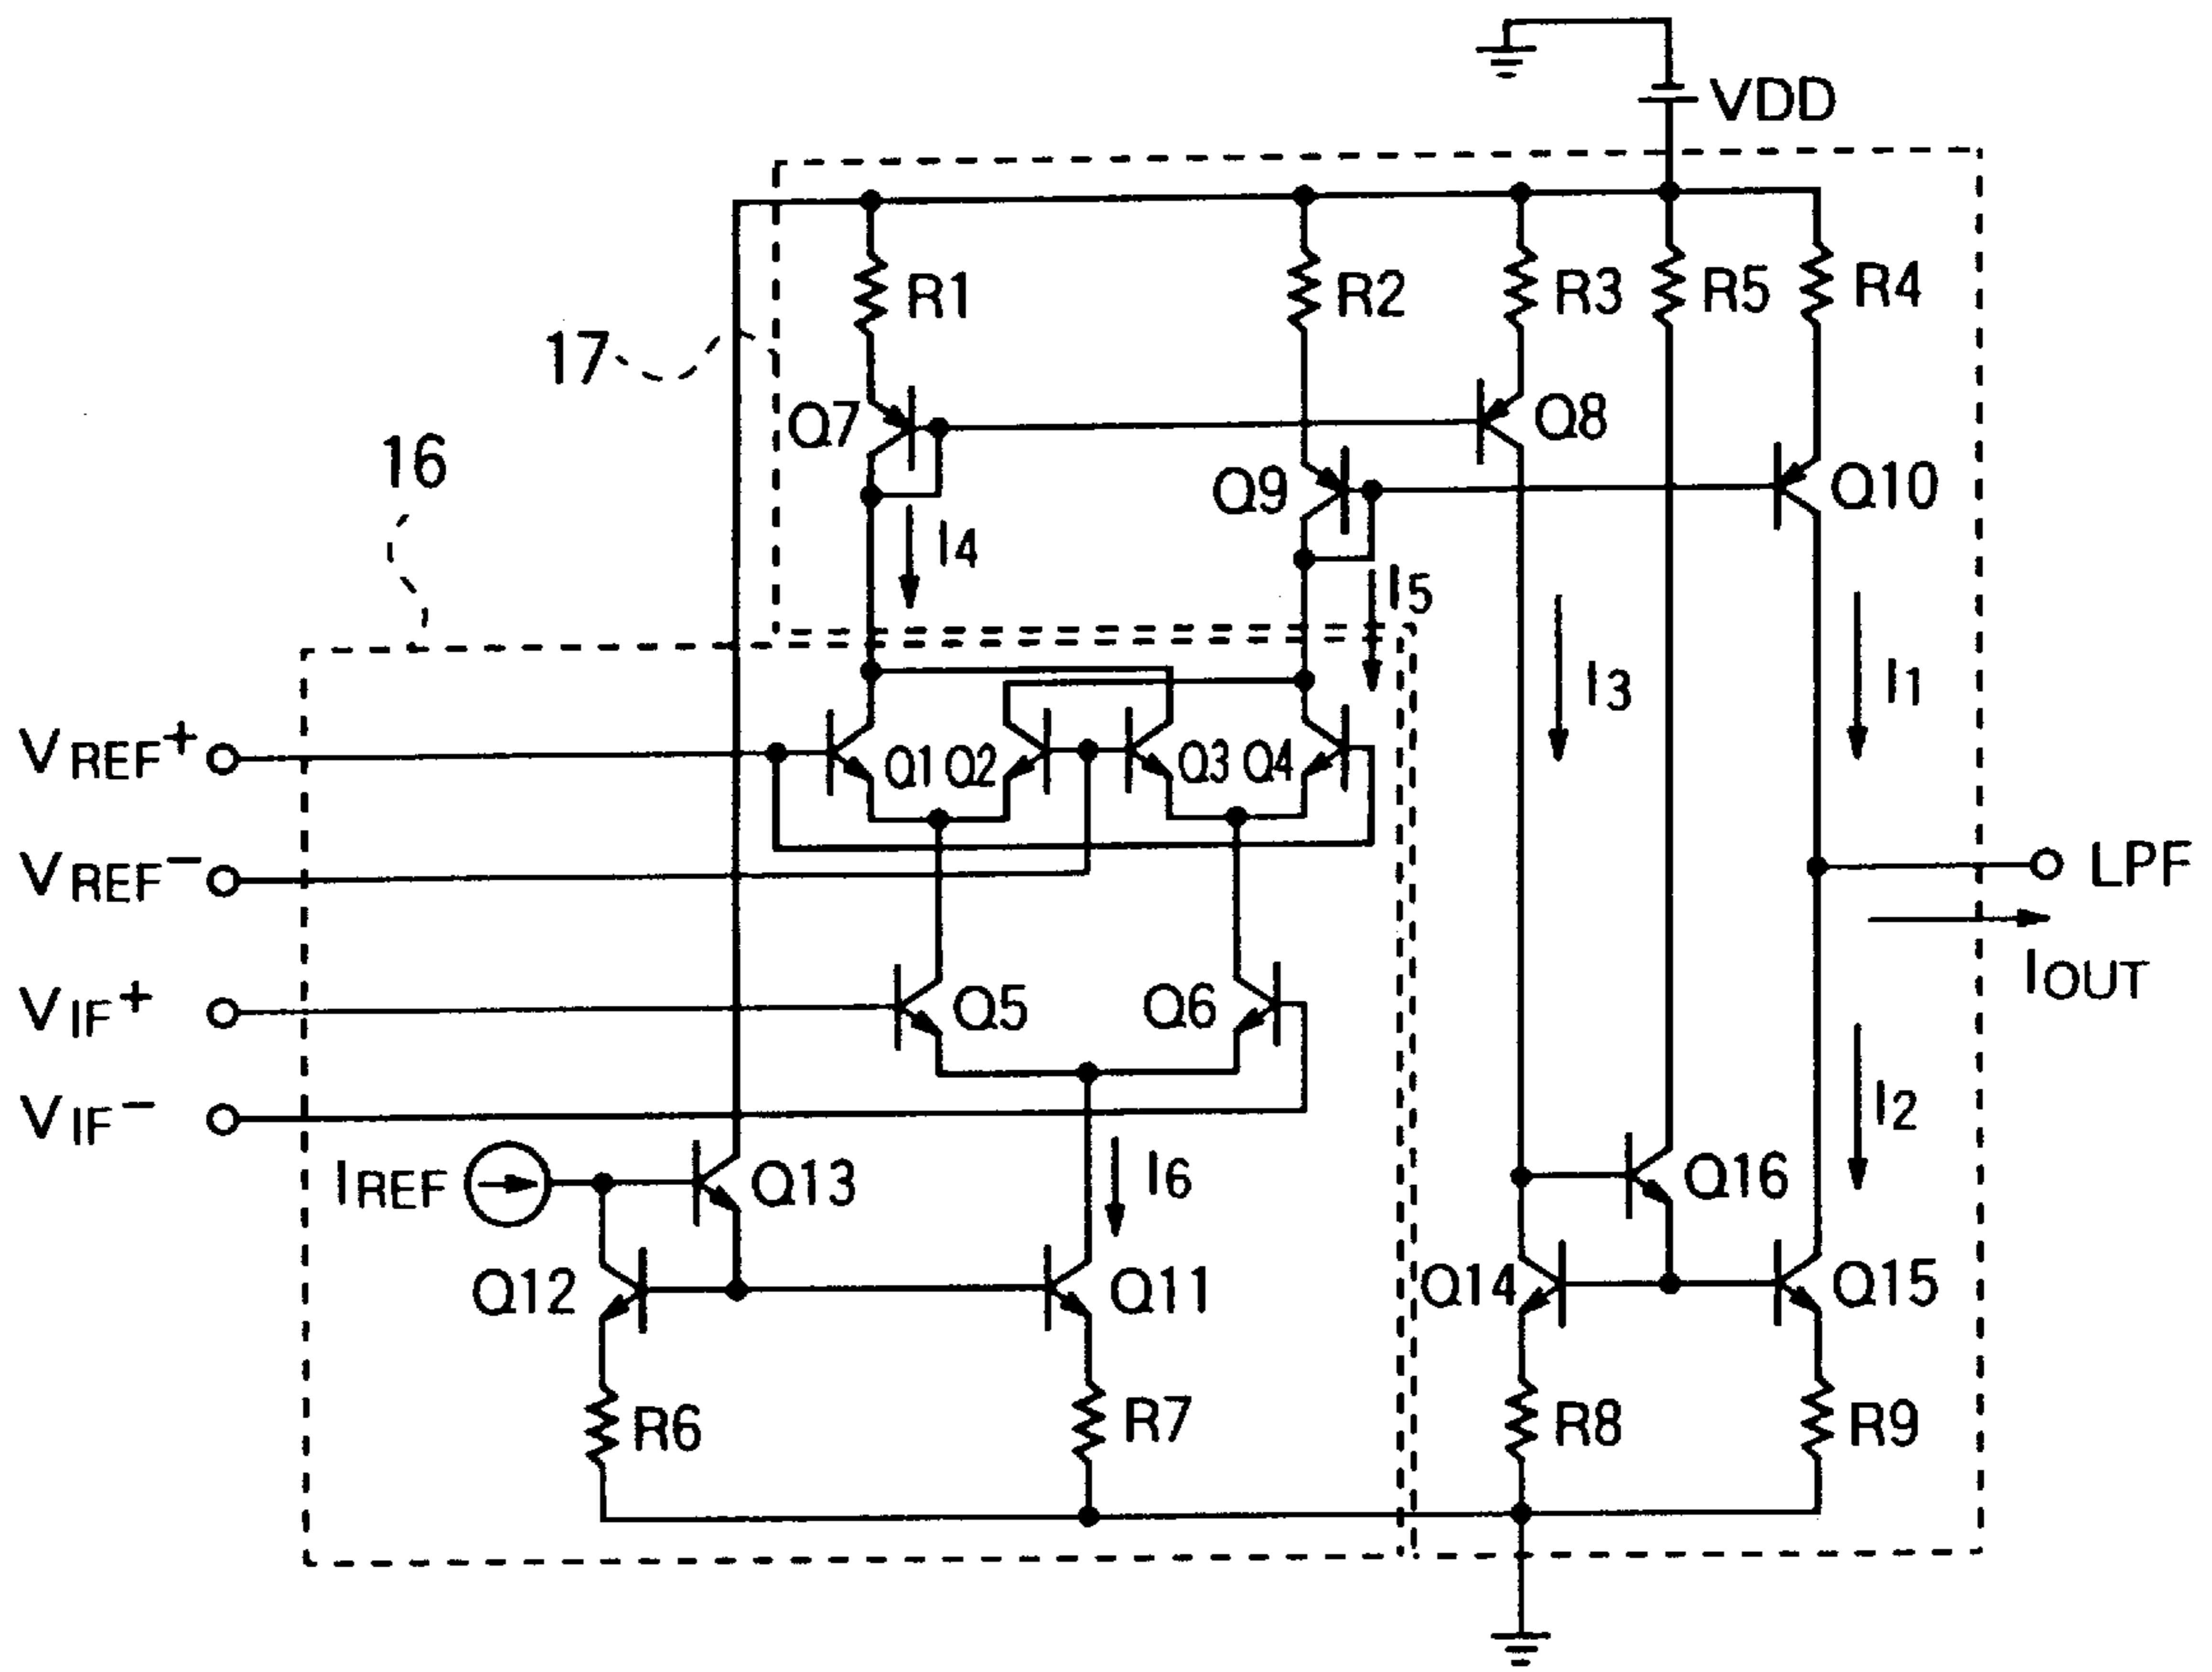 VDD
R1
R2
R3
R5
R4
17
Q7
Q8
16
Q9
Q10
I4
I5
I3
I1
VREF+
Q1
Q2
Q3
Q4
VREF−
LPF
IOUT
VIF+
Q5
Q6
VIF−
I2
IREF
Q13
I6
Q16
Q12
Q11
Q14
Q15
R6
R7
R8
R9